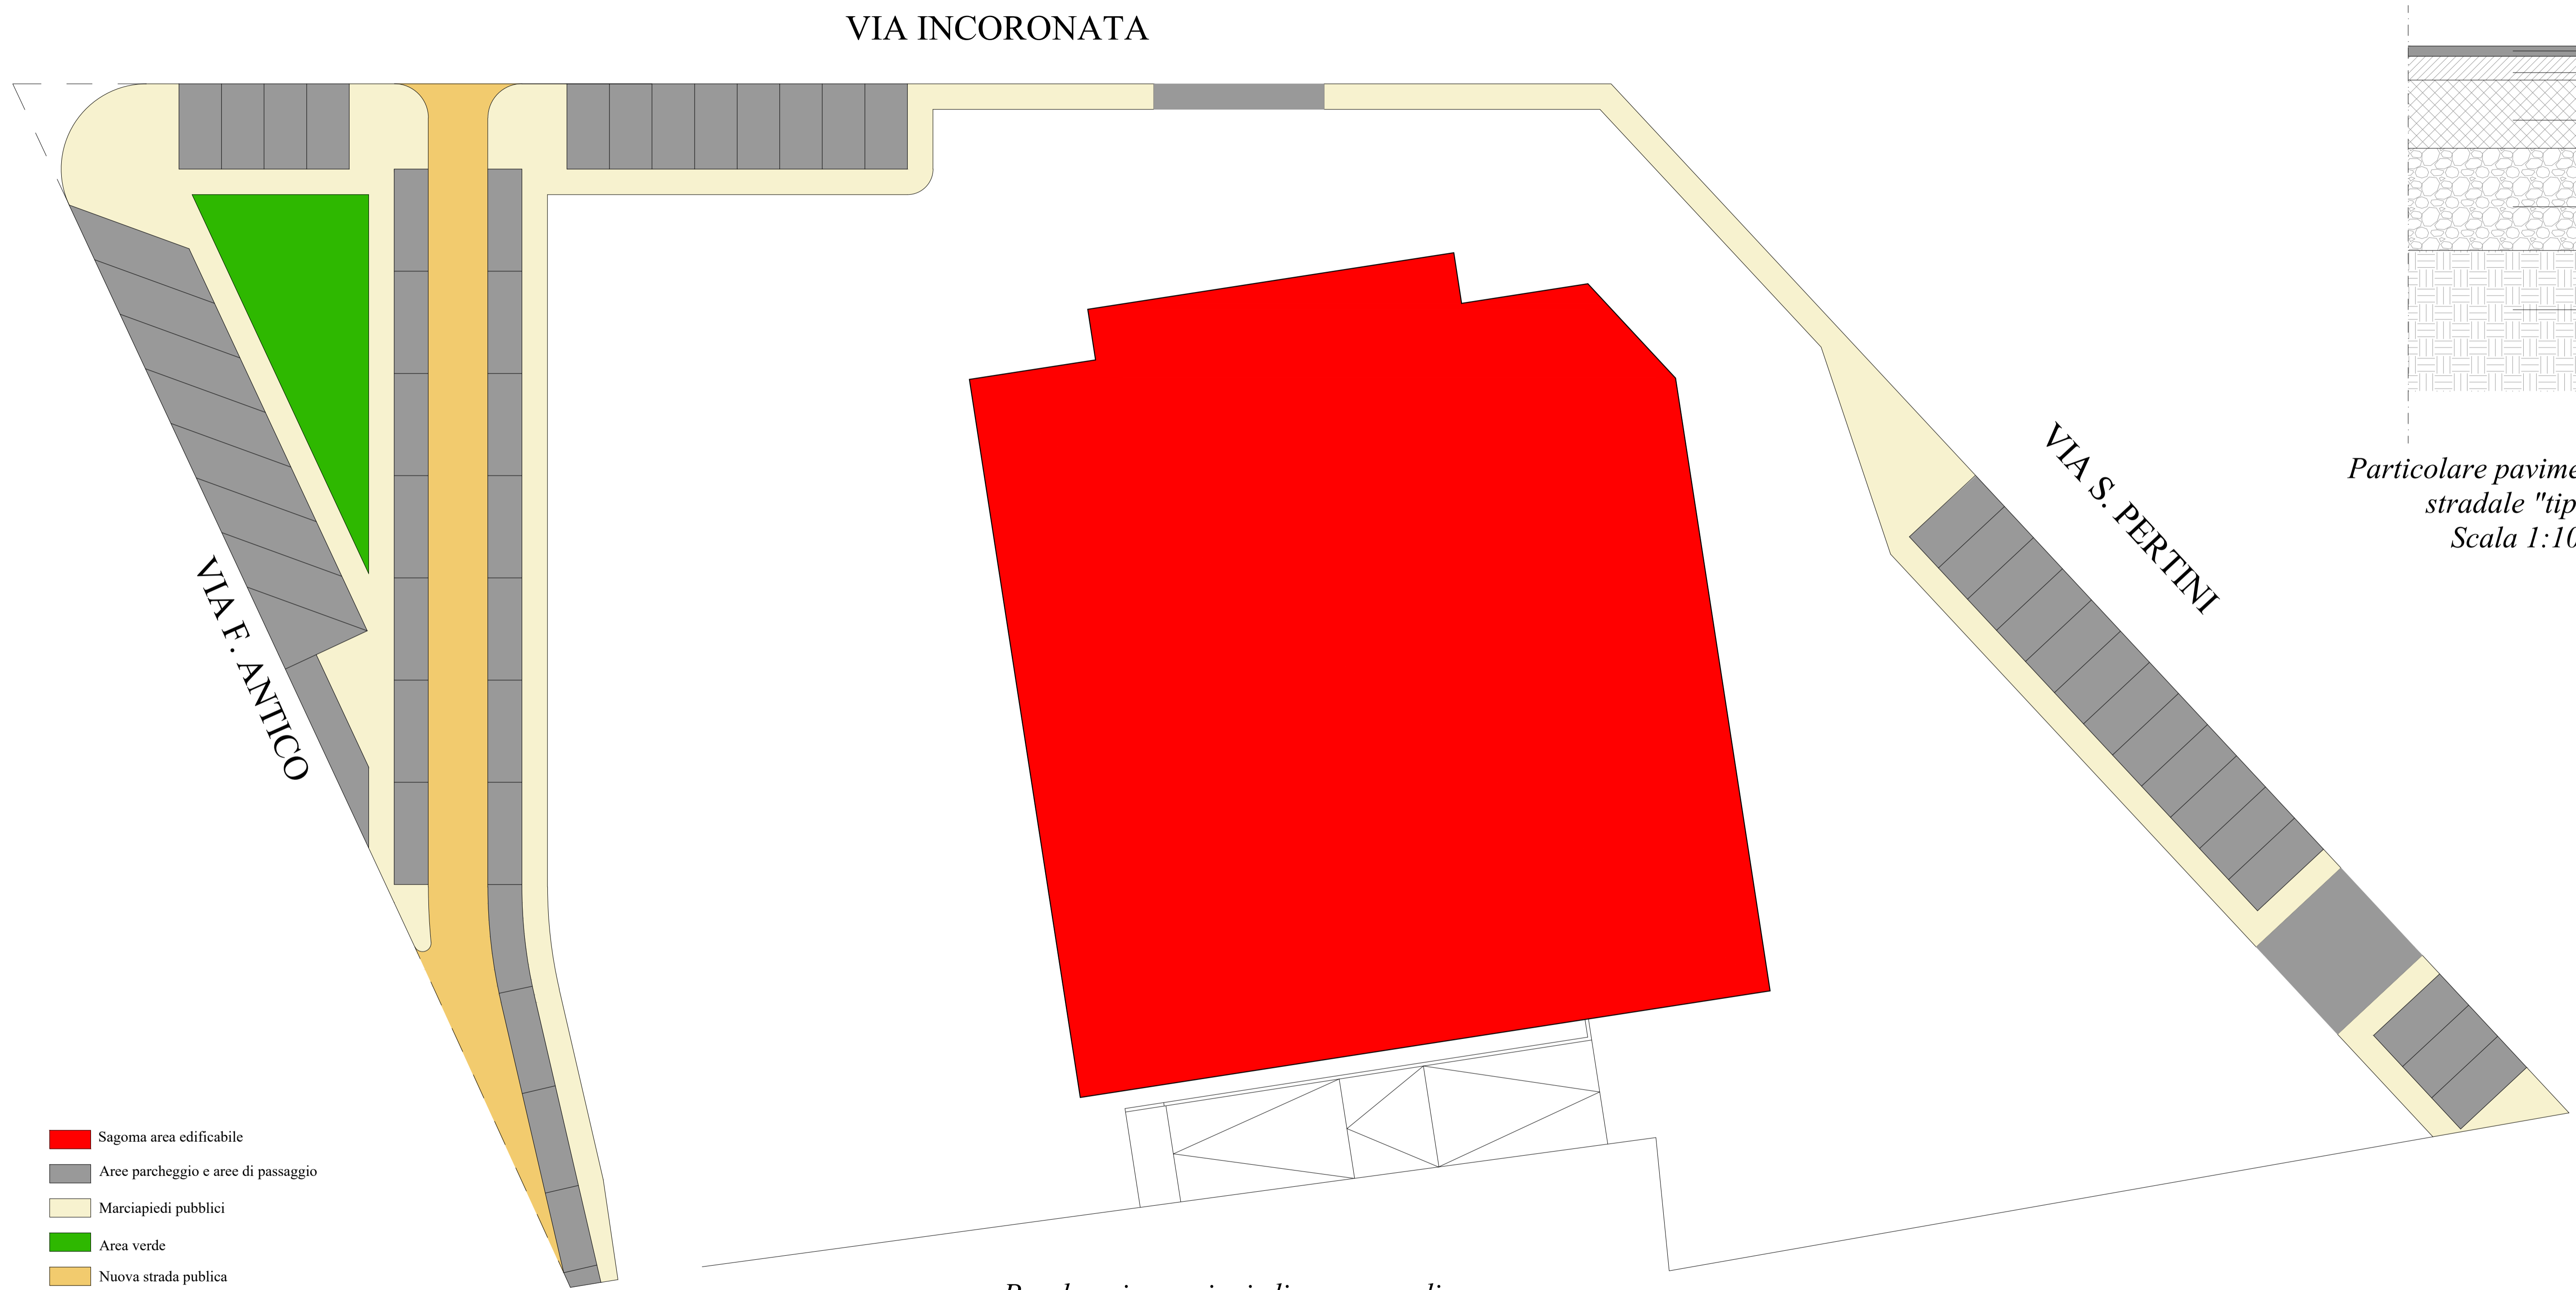 VIA INCORONATA
VIA S. PERTINI
Particolare pavime
stradale "tip
Scala 1:10
VIA F. ANTICO
Sagoma area edificabile
Aree parcheggio e aree di passaggio
Marciapiedi pubblici
Area verde
Nuova strada publica